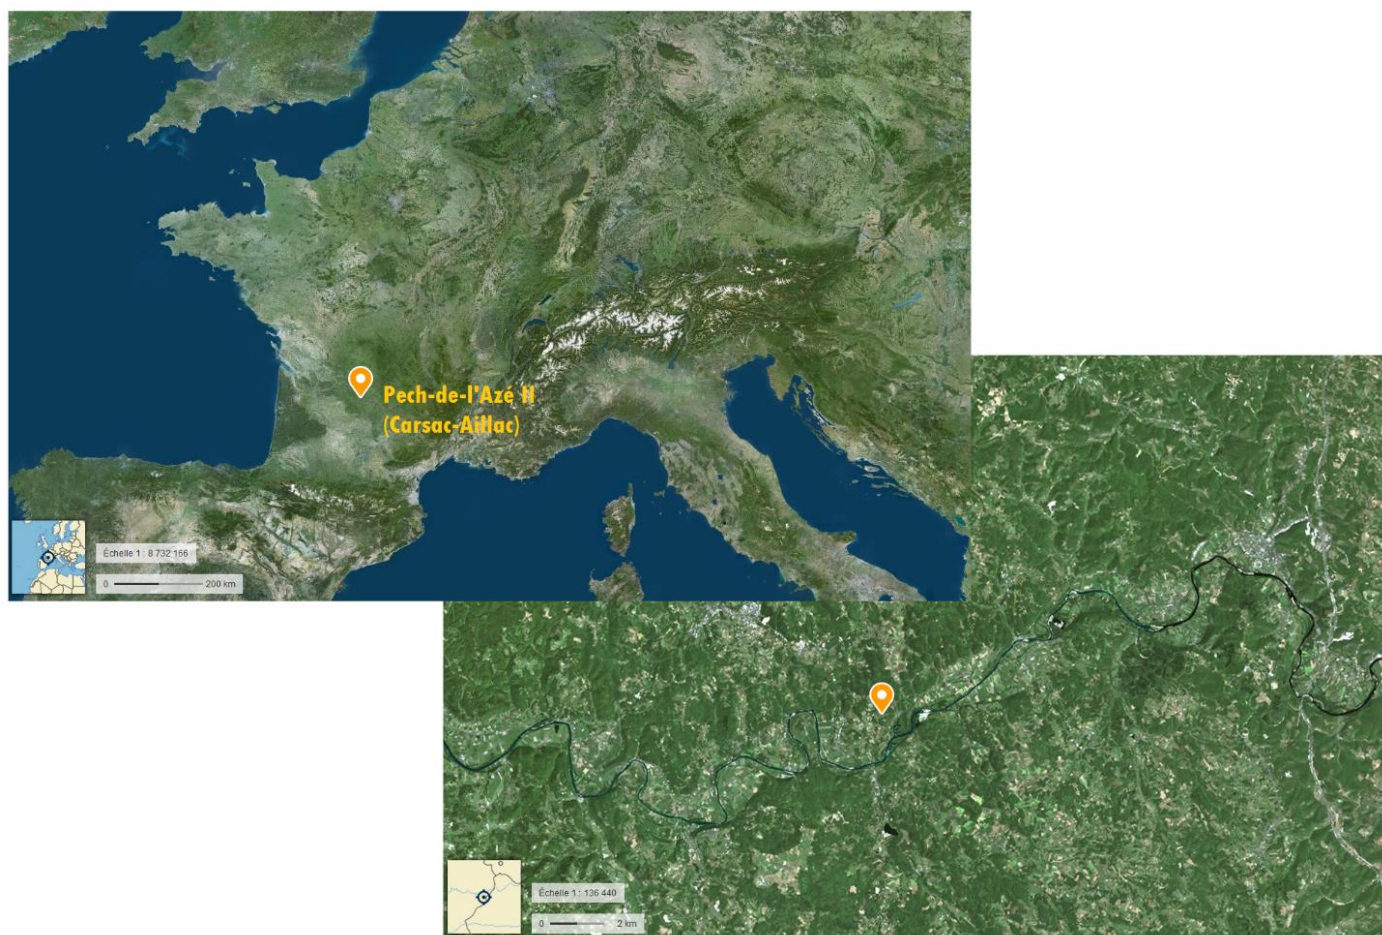 Pech-de-l'Azé II
(Carsac-Aillac)
Échelle 1 : 8 732 166
0 200 km
Échelle 1 : 136 440
0 2 km